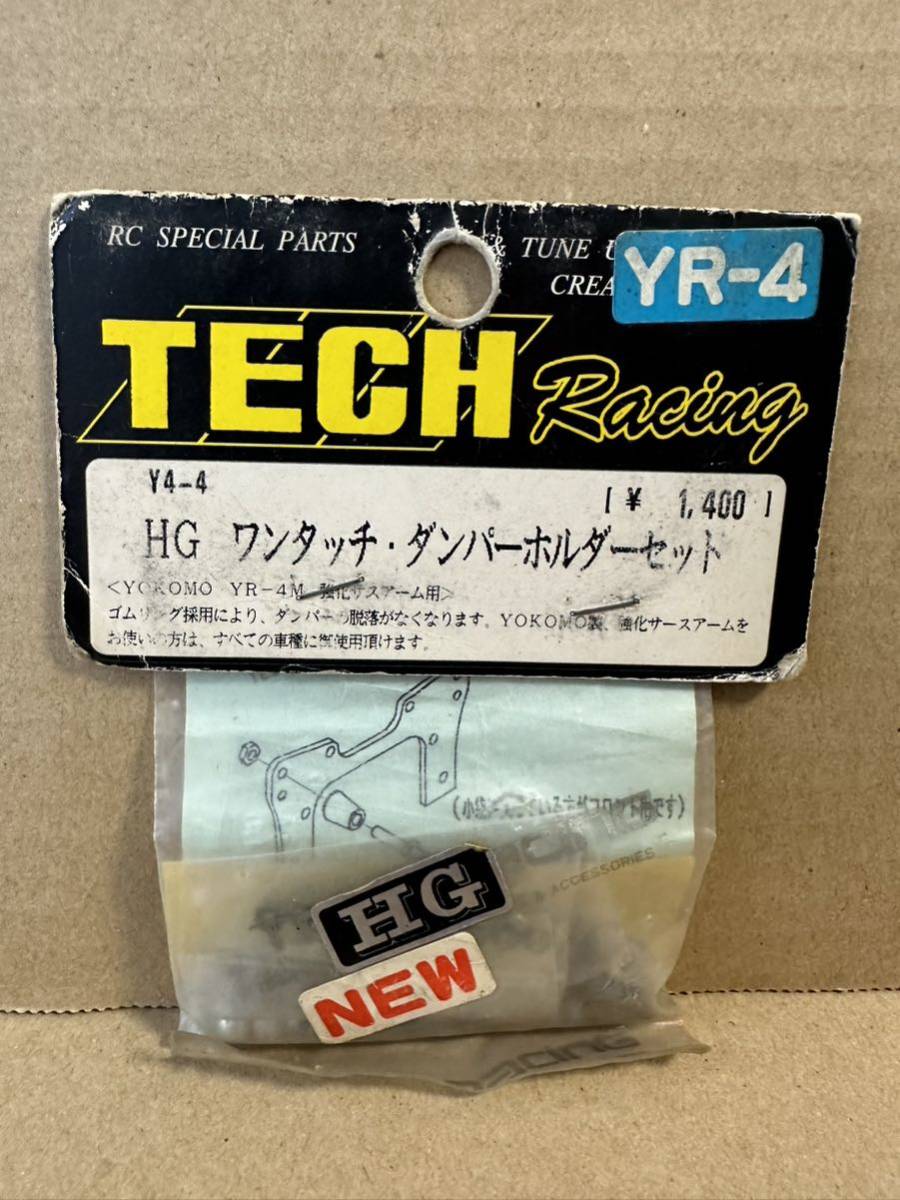 RC SPECIAL PARTS & TUNE
YR-4
TECH Racing
Y4-4 [ ¥ 1,400 ]
HG ワンタッチ・ダンパーホルダーセット
<YOKOMO YR-4M 強化サスアーム用>
ゴムリング採用により、ダンパーの脱落がなくなります。YOKOMO製、強化サースアームを
お使いの方は、すべての車種に御使用頂けます。
ACCESSORIES
HG
NEW
racing